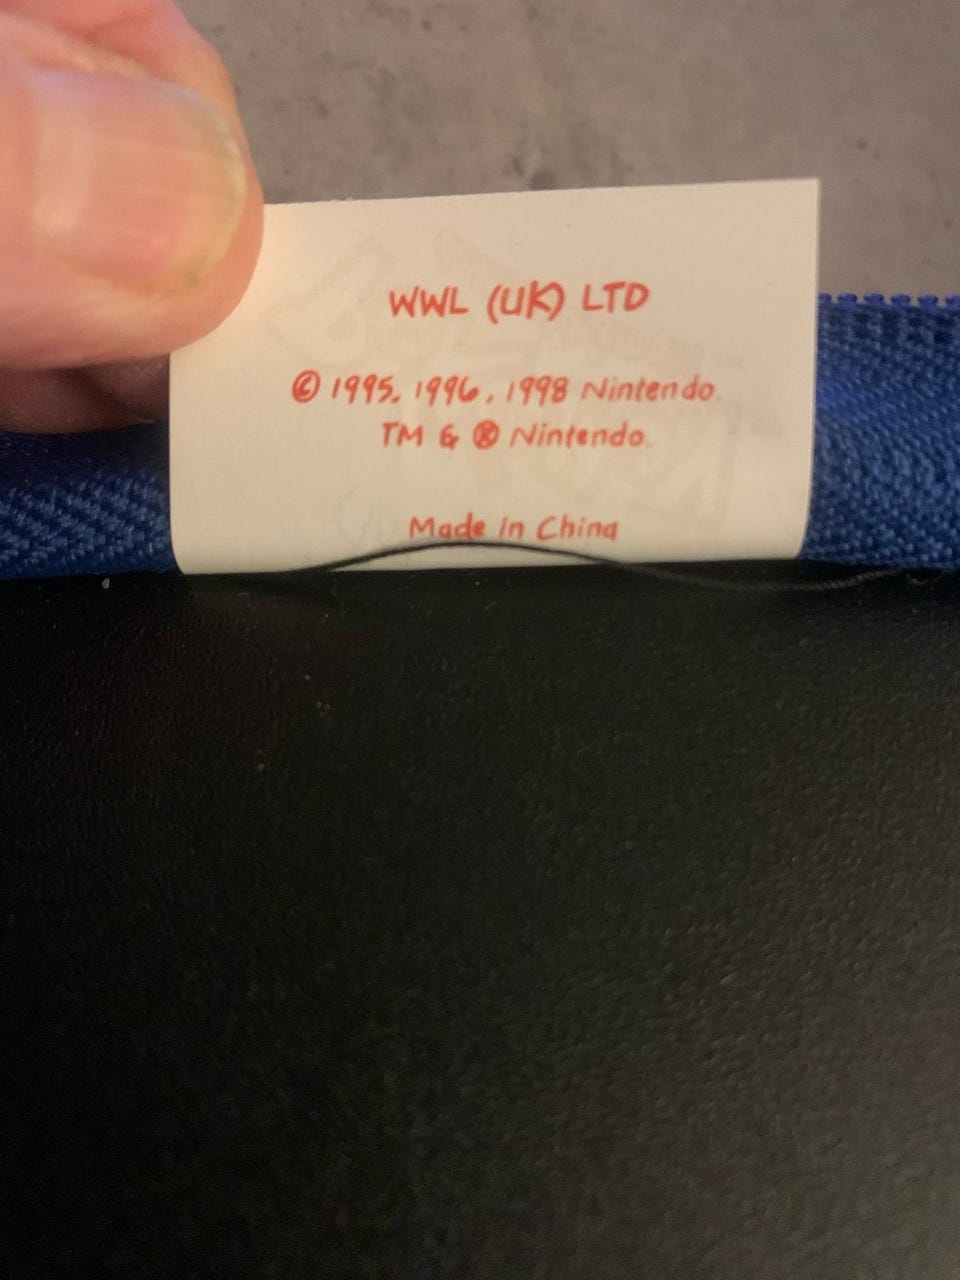 WWL (UK) LTD
© 1995, 1996, 1998 Nintendo
TM & ® Nintendo
Made in China